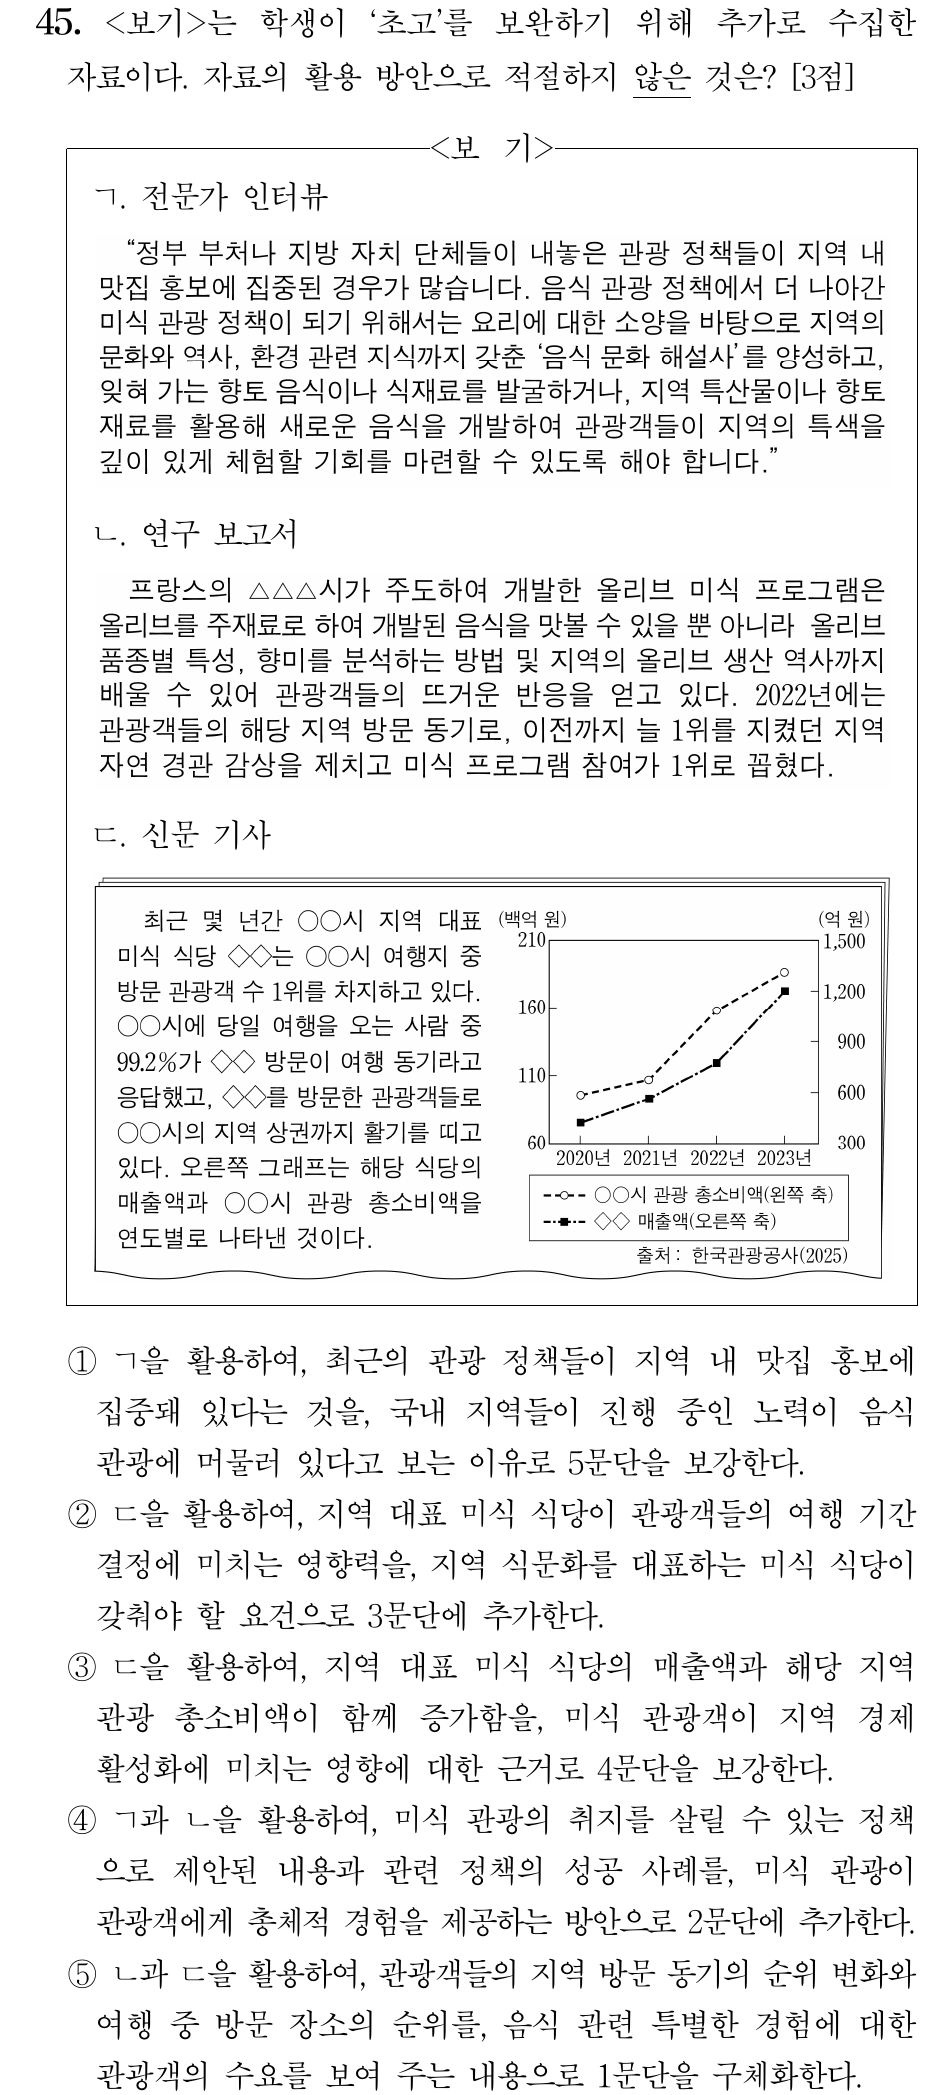 45. <보기>는 학생이 ‘초고’를 보완하기 위해 추가로 수집한
자료이다. 자료의 활용 방안으로 적절하지 않은 것은? [3점]
<보 기>
ㄱ. 전문가 인터뷰
“정부 부처나 지방 자치 단체들이 내놓은 관광 정책들이 지역 내
맛집 홍보에 집중된 경우가 많습니다. 음식 관광 정책에서 더 나아간
미식 관광 정책이 되기 위해서는 요리에 대한 소양을 바탕으로 지역의
문화와 역사, 환경 관련 지식까지 갖춘 ‘음식 문화 해설사’를 양성하고,
잊혀 가는 향토 음식이나 식재료를 발굴하거나, 지역 특산물이나 향토
재료를 활용해 새로운 음식을 개발하여 관광객들이 지역의 특색을
깊이 있게 체험할 기회를 마련할 수 있도록 해야 합니다.”
ㄴ. 연구 보고서
프랑스의 △△△시가 주도하여 개발한 올리브 미식 프로그램은
올리브를 주재료로 하여 개발된 음식을 맛볼 수 있을 뿐 아니라 올리브
품종별 특성, 향미를 분석하는 방법 및 지역의 올리브 생산 역사까지
배울 수 있어 관광객들의 뜨거운 반응을 얻고 있다. 2022년에는
관광객들의 해당 지역 방문 동기로, 이전까지 늘 1위를 지켰던 지역
자연 경관 감상을 제치고 미식 프로그램 참여가 1위로 꼽혔다.
ㄷ. 신문 기사
최근 몇 년간 ○○시 지역 대표
미식 식당 ◇◇는 ○○시 여행지 중
방문 관광객 수 1위를 차지하고 있다.
○○시에 당일 여행을 오는 사람 중
99.2%가 ◇◇ 방문이 여행 동기라고
응답했고, ◇◇를 방문한 관광객들로
○○시의 지역 상권까지 활기를 띠고
있다. 오른쪽 그래프는 해당 식당의
매출액과 ○○시 관광 총소비액을
연도별로 나타낸 것이다.
(백억 원) (억 원)
210 1,500
1,200
160
900
110
600
60 300
2020년 2021년 2022년 2023년
○○시 관광 총소비액(왼쪽 축)
◇◇ 매출액(오른쪽 축)
출처 : 한국관광공사(2025)
① ㄱ을 활용하여, 최근의 관광 정책들이 지역 내 맛집 홍보에
집중돼 있다는 것을, 국내 지역들이 진행 중인 노력이 음식
관광에 머물러 있다고 보는 이유로 5문단을 보강한다.
② ㄷ을 활용하여, 지역 대표 미식 식당이 관광객들의 여행 기간
결정에 미치는 영향력을, 지역 식문화를 대표하는 미식 식당이
갖춰야 할 요건으로 3문단에 추가한다.
③ ㄷ을 활용하여, 지역 대표 미식 식당의 매출액과 해당 지역
관광 총소비액이 함께 증가함을, 미식 관광객이 지역 경제
활성화에 미치는 영향에 대한 근거로 4문단을 보강한다.
④ ㄱ과 ㄴ을 활용하여, 미식 관광의 취지를 살릴 수 있는 정책
으로 제안된 내용과 관련 정책의 성공 사례를, 미식 관광이
관광객에게 총체적 경험을 제공하는 방안으로 2문단에 추가한다.
⑤ ㄴ과 ㄷ을 활용하여, 관광객들의 지역 방문 동기의 순위 변화와
여행 중 방문 장소의 순위를, 음식 관련 특별한 경험에 대한
관광객의 수요를 보여 주는 내용으로 1문단을 구체화한다.